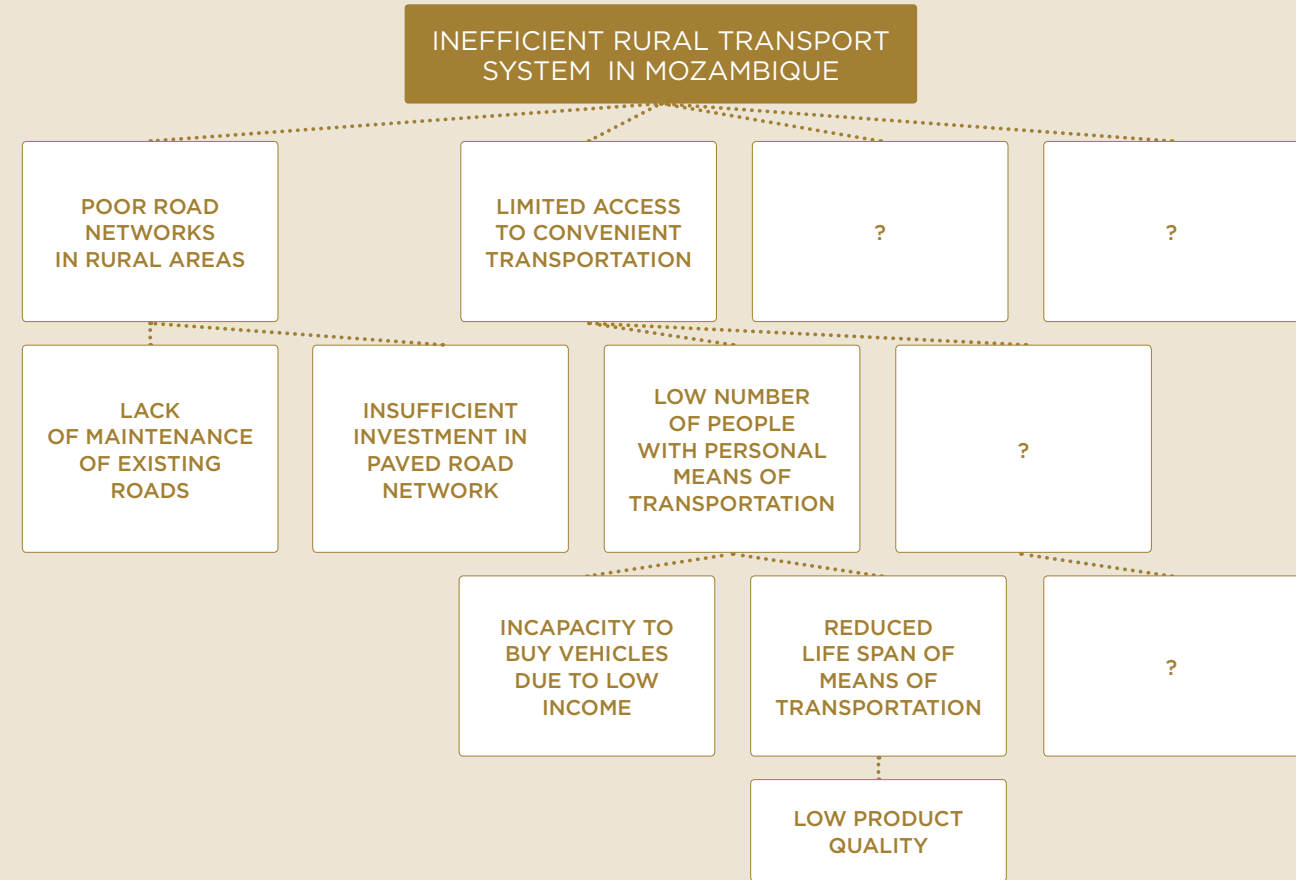 INEFFICIENT RURAL TRANSPORT
SYSTEM IN MOZAMBIQUE
POOR ROAD
NETWORKS
IN RURAL AREAS
LIMITED ACCESS
TO CONVENIENT
TRANSPORTATION
?
?
LACK
OF MAINTENANCE
OF EXISTING
ROADS
INSUFFICIENT
INVESTMENT IN
PAVED ROAD
NETWORK
LOW NUMBER
OF PEOPLE
WITH PERSONAL
MEANS OF
TRANSPORTATION
?
INCAPACITY TO
BUY VEHICLES
DUE TO LOW
INCOME
REDUCED
LIFE SPAN OF
MEANS OF
TRANSPORTATION
?
LOW PRODUCT
QUALITY